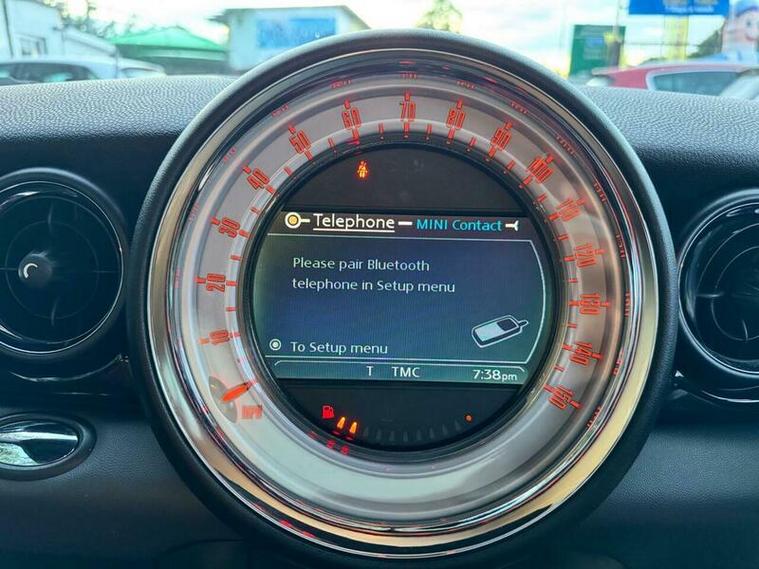 10
20
30
40
50
60
70
80
90
100
110
120
130
140
150
MPH
Telephone
MINI Contact
Please pair Bluetooth
telephone in Setup menu
To Setup menu
T TMC 7:38pm